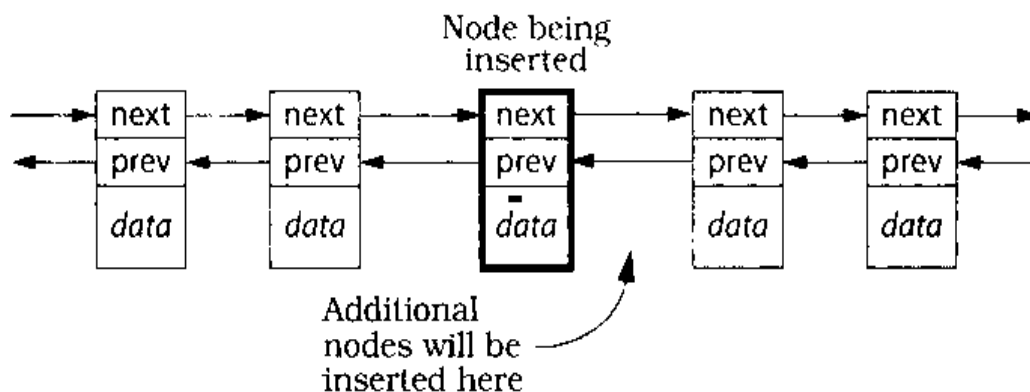 Node being
inserted
next next next next next
prev prev prev prev prev
data data data data data
Additional
nodes will be
inserted here